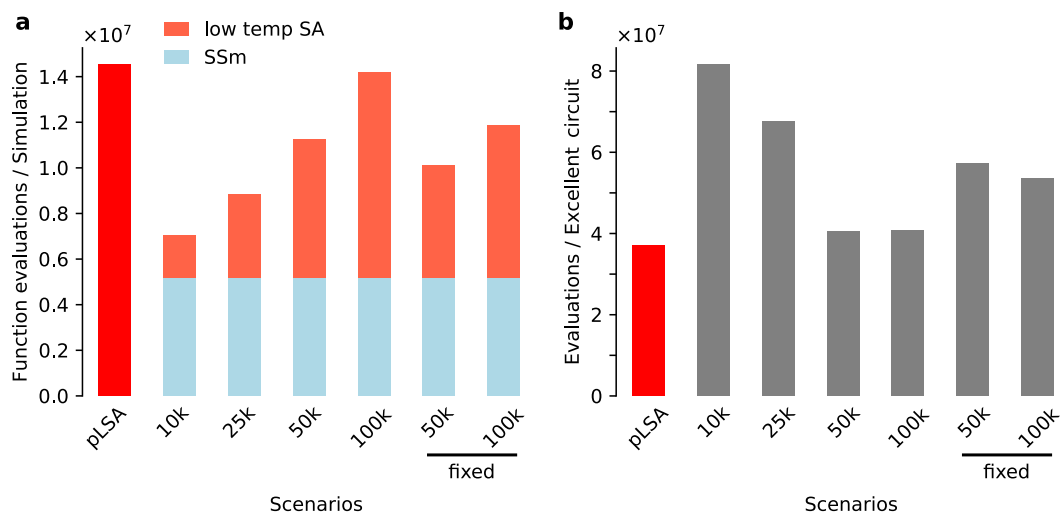 a
×10⁷
low temp SA
SSm
Function evaluations / Simulation
1.4
1.2
1.0
0.8
0.6
0.4
0.2
0.0
pLSA
10k
25k
50k
100k
50k
100k
fixed
Scenarios
b
×10⁷
Evaluations / Excellent circuit
8
6
4
2
0
pLSA
10k
25k
50k
100k
50k
100k
fixed
Scenarios